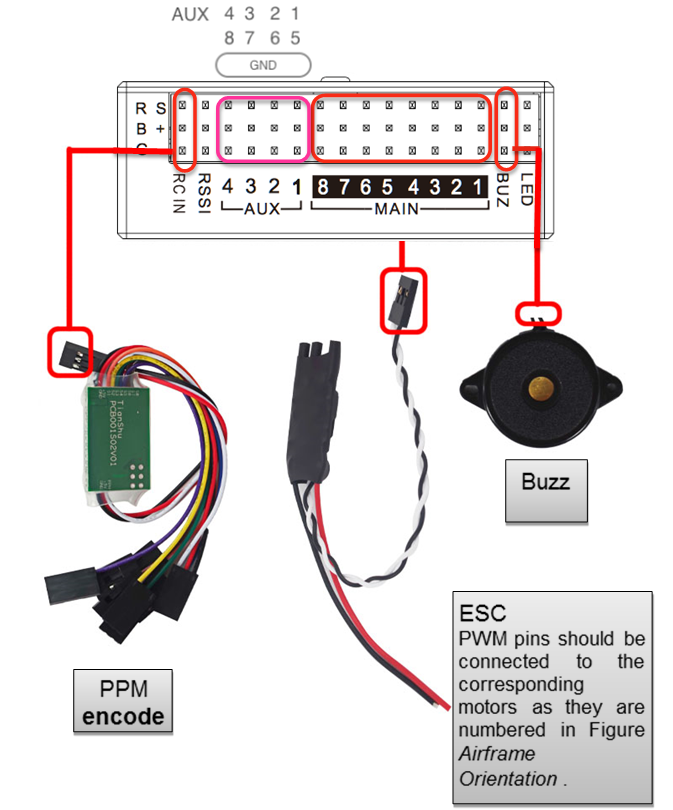 AUX 4 3 2 1
8 7 6 5
GND
R S
B +
G -
RC IN
RSSI
4 3 2 1
AUX
8 7 6 5 4 3 2 1
MAIN
BUZ
LED
TianShu
PCB001S02V01
Buzz
ESC
PWM pins should be
connected to the
corresponding
motors as they are
numbered in Figure
Airframe
Orientation .
PPM
encode